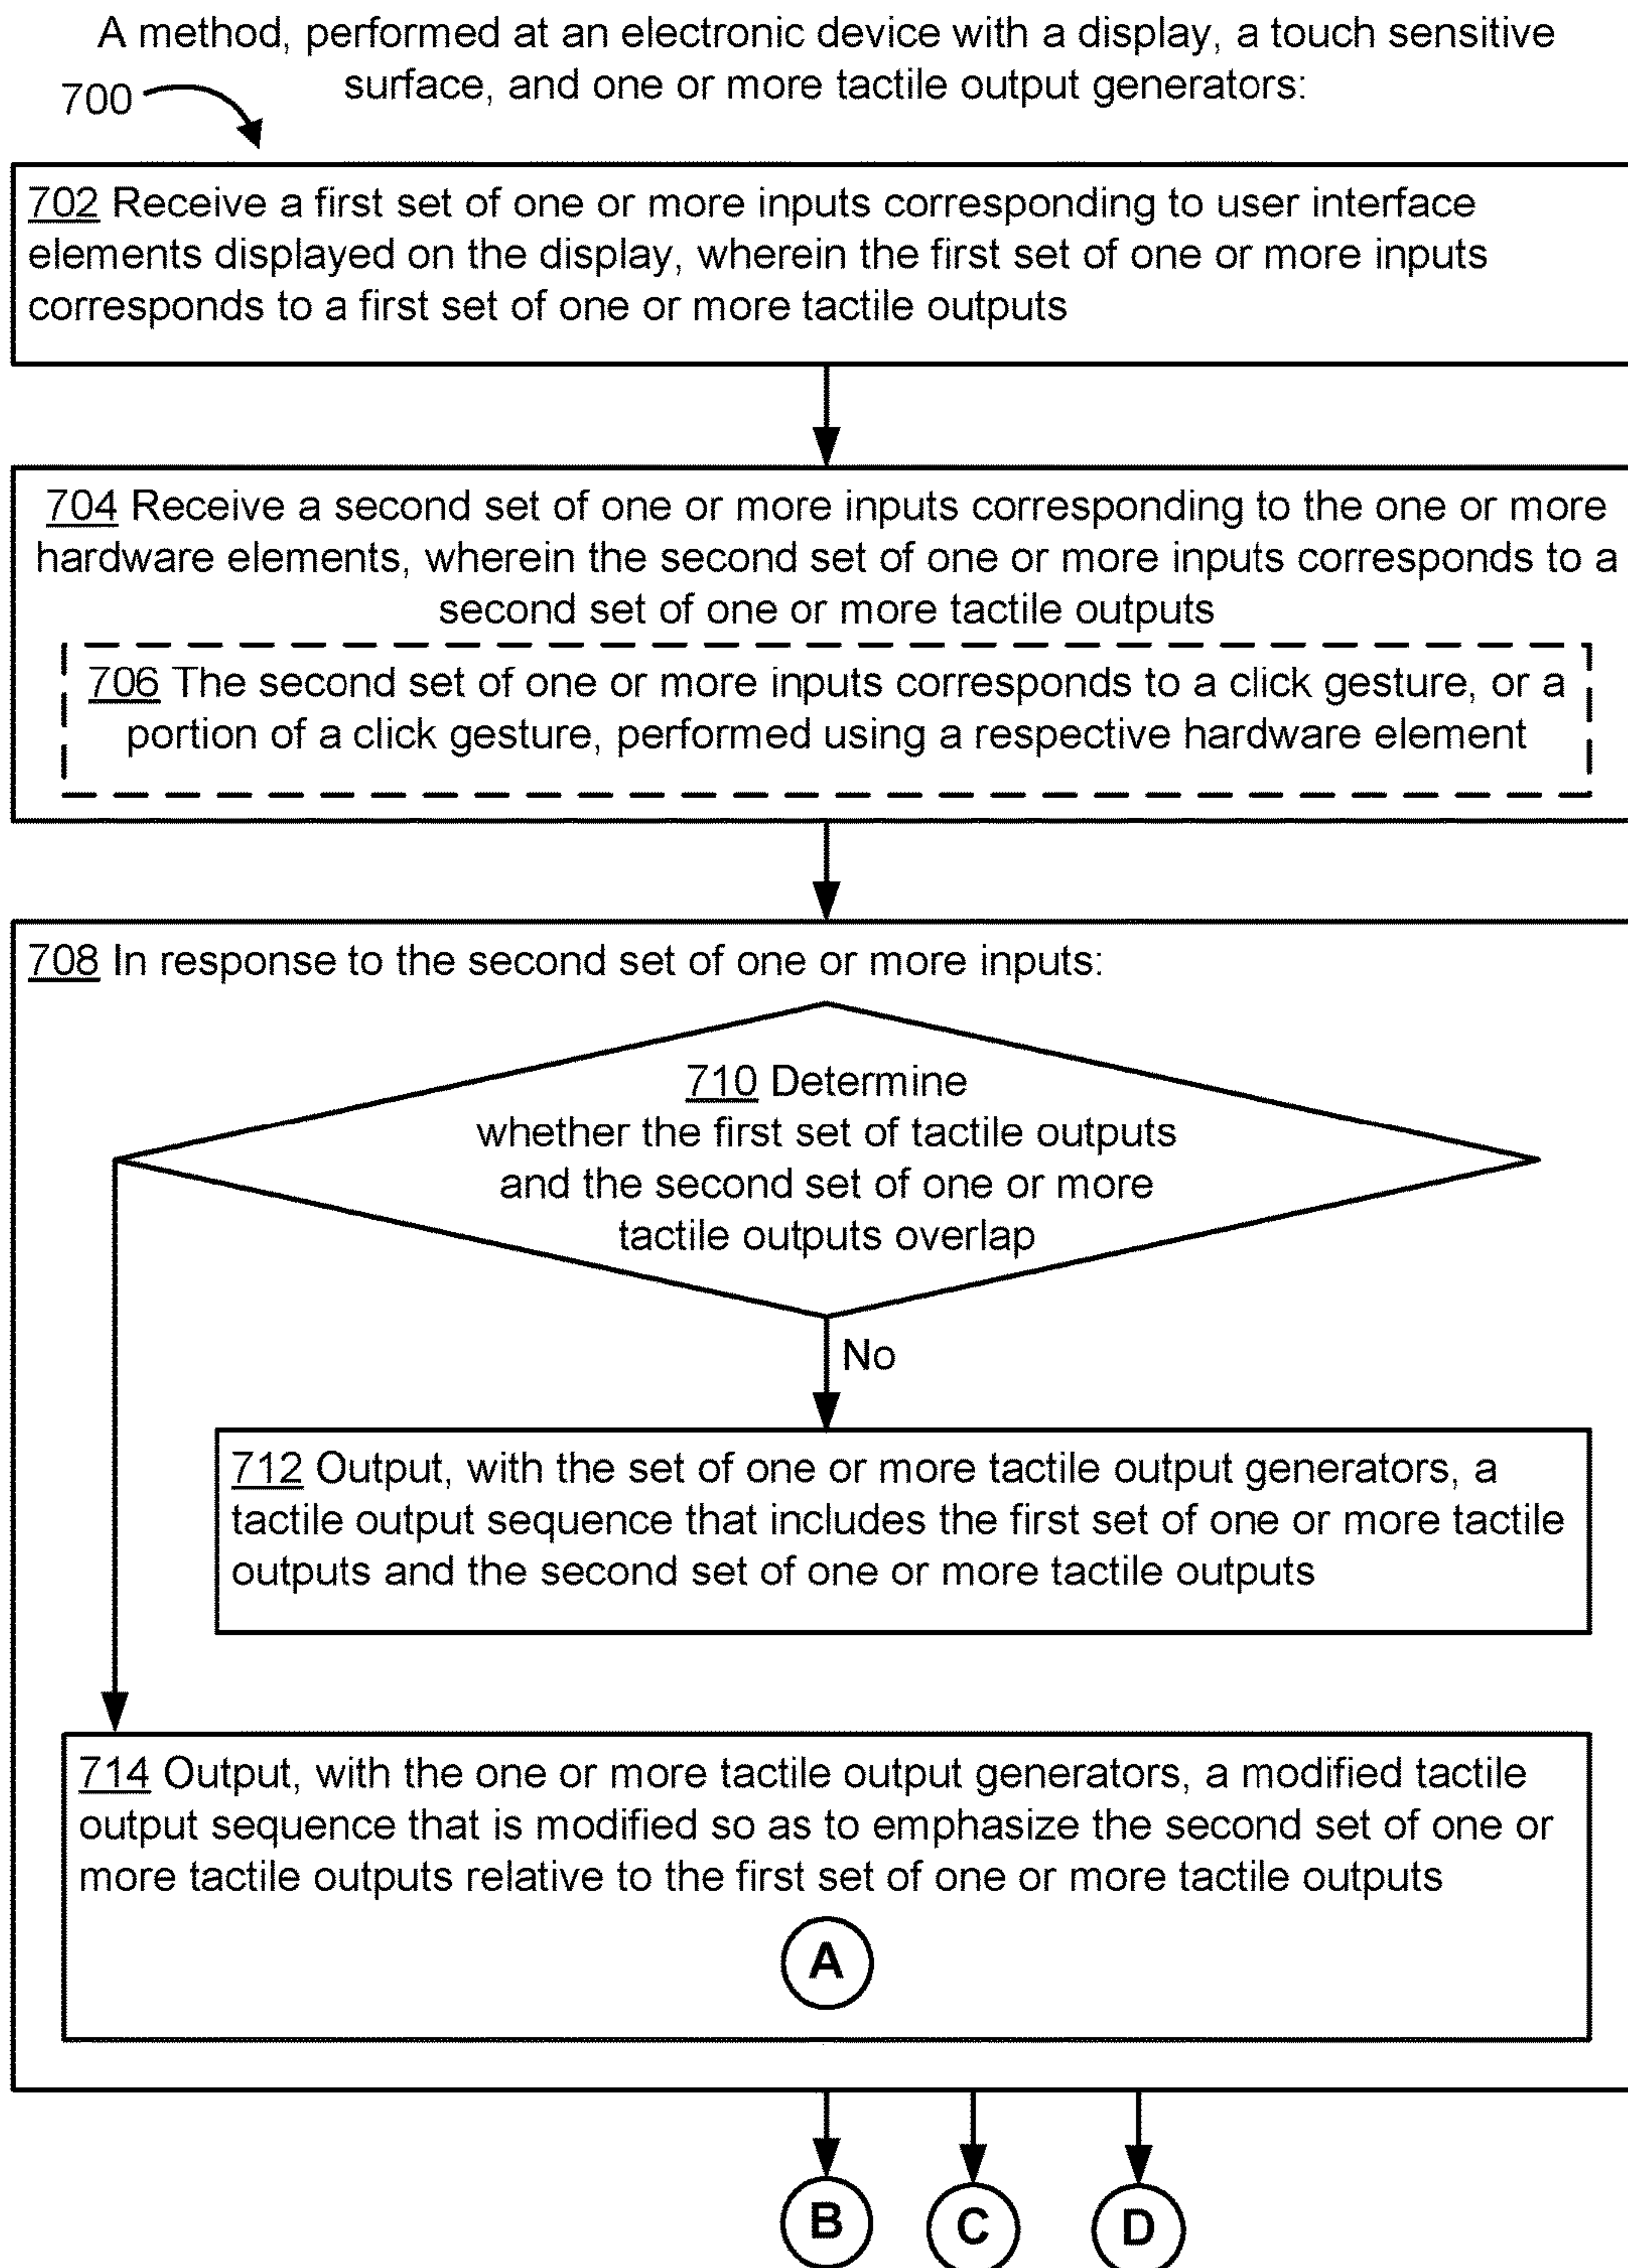 A method, performed at an electronic device with a display, a touch sensitive
surface, and one or more tactile output generators:
700
702 Receive a first set of one or more inputs corresponding to user interface
elements displayed on the display, wherein the first set of one or more inputs
corresponds to a first set of one or more tactile outputs
704 Receive a second set of one or more inputs corresponding to the one or more
hardware elements, wherein the second set of one or more inputs corresponds to a
second set of one or more tactile outputs
706 The second set of one or more inputs corresponds to a click gesture, or a
portion of a click gesture, performed using a respective hardware element
708 In response to the second set of one or more inputs:
710 Determine
whether the first set of tactile outputs
and the second set of one or more
tactile outputs overlap
No
712 Output, with the set of one or more tactile output generators, a
tactile output sequence that includes the first set of one or more tactile
outputs and the second set of one or more tactile outputs
714 Output, with the one or more tactile output generators, a modified tactile
output sequence that is modified so as to emphasize the second set of one or
more tactile outputs relative to the first set of one or more tactile outputs
A
B C D